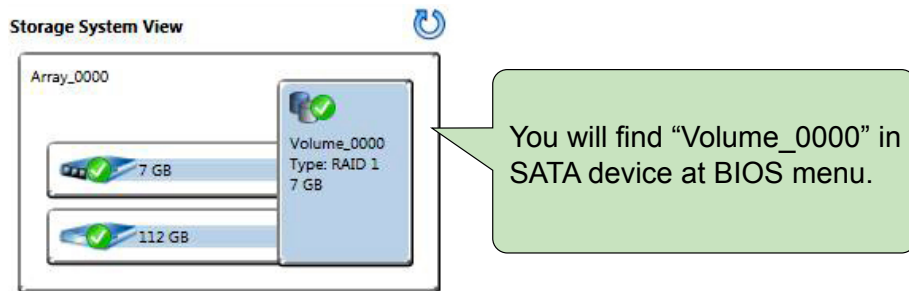 Storage System View
Array_0000
Volume_0000
Type: RAID 1
7 GB
7 GB
112 GB
You will find “Volume_0000” in
SATA device at BIOS menu.